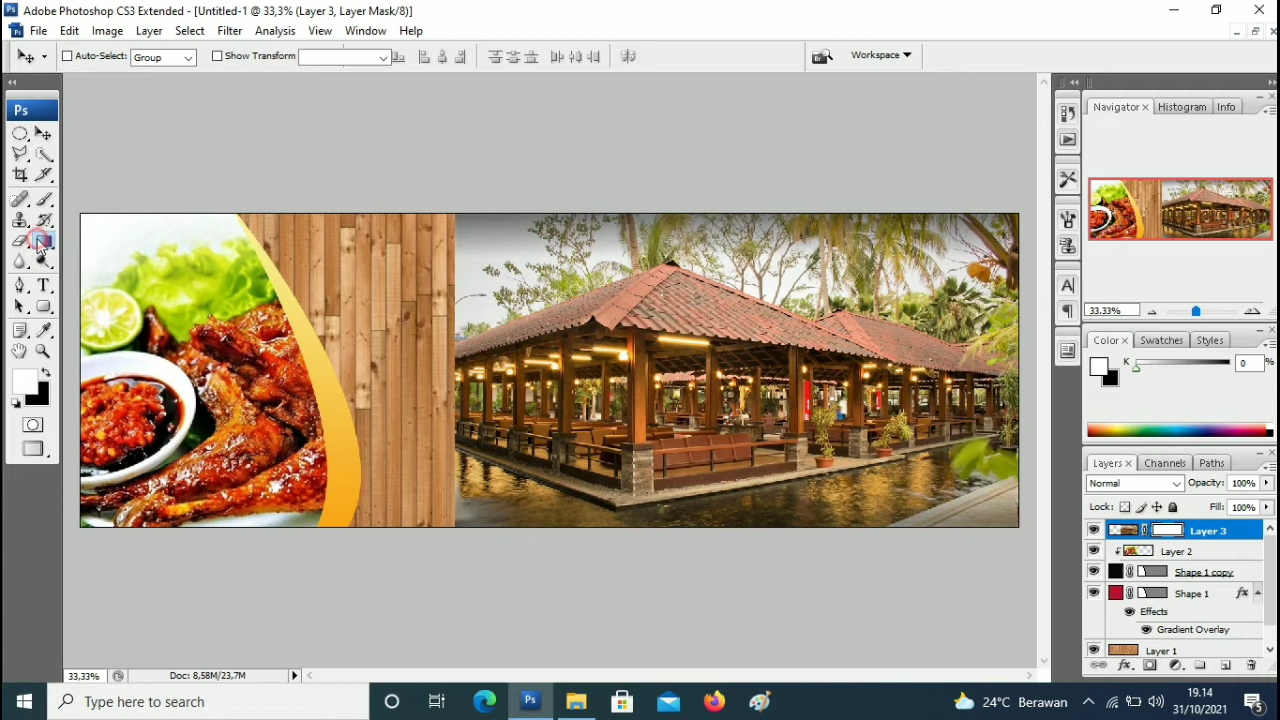 Adobe Photoshop CS3 Extended - [Untitled-1 @ 33,3% (Layer 3, Layer Mask/8)]
File Edit Image Layer Select Filter Analysis View Window Help
Auto-Select: Group Show Transform Workspace
Ps
Navigator Histogram Info
33.33%
Color Swatches Styles
K 0 %
Layers Channels Paths
Normal Opacity: 100%
Lock: Fill: 100%
Layer 3
Layer 2
Shape 1 copy
Shape 1 fx
Effects
Gradient Overlay
Layer 1
33,33% Doc: 8,58M/23,7M
Type here to search
24°C Berawan
19.14
31/10/2021
5